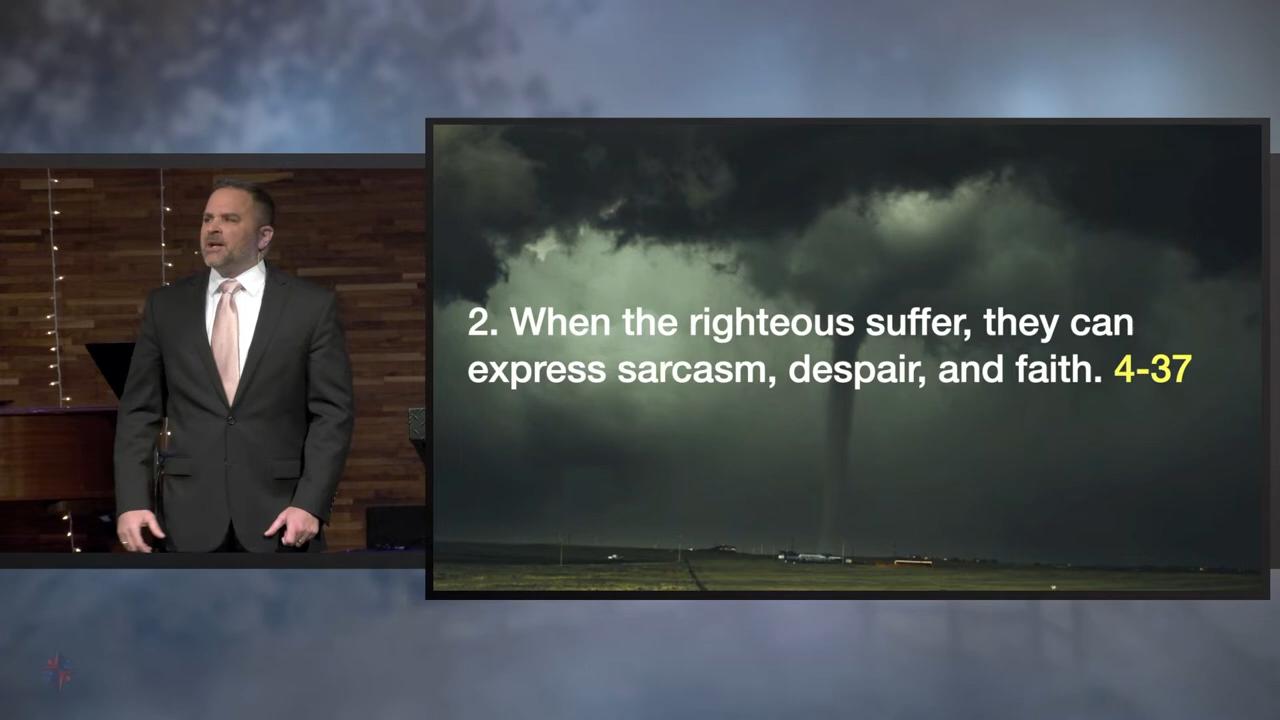 2. When the righteous suffer, they can
express sarcasm, despair, and faith. 4-37